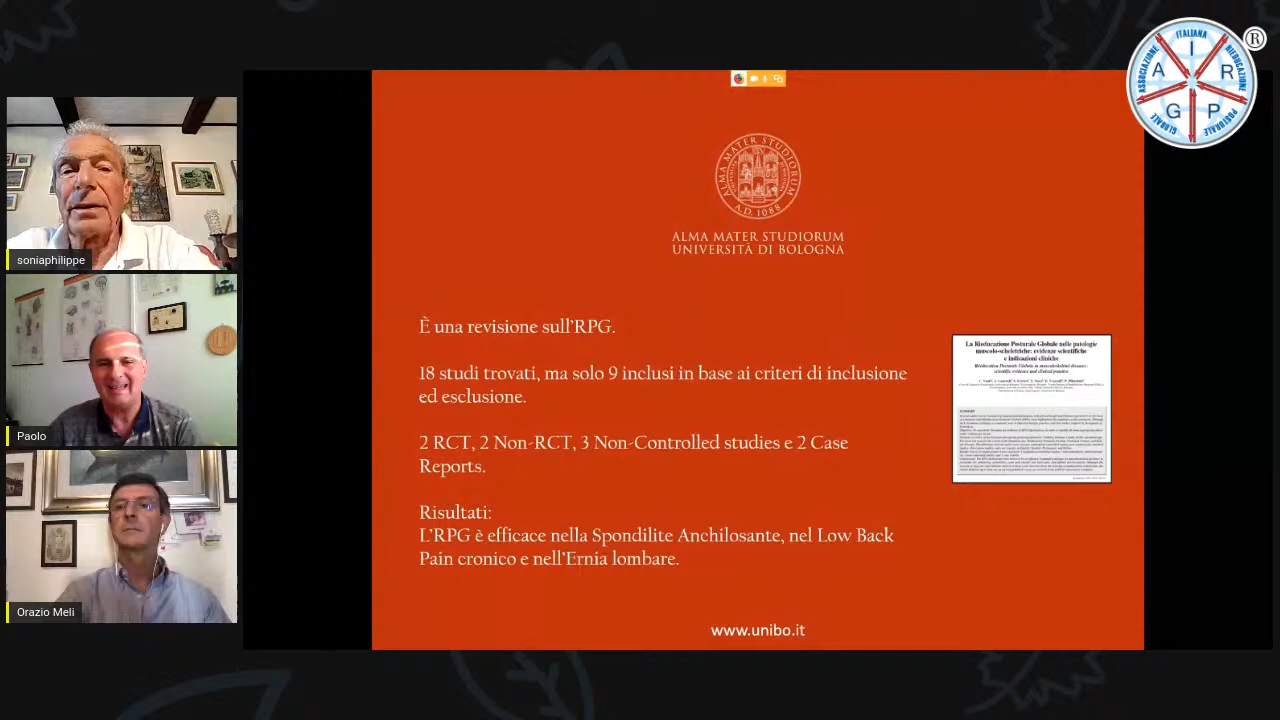 ASSOCIAZIONE ITALIANA RIEDUCAZIONE POSTURALE GLOBALE
A I R P G
®
soniaphilippe
Paolo
Orazio Meli
ALMA MATER STUDIORUM
A.D. 1088
ALMA MATER STUDIORUM
UNIVERSITÀ DI BOLOGNA
È una revisione sull'RPG.
18 studi trovati, ma solo 9 inclusi in base ai criteri di inclusione
ed esclusione.
2 RCT, 2 Non-RCT, 3 Non-Controlled studies e 2 Case
Reports.
Risultati:
L'RPG è efficace nella Spondilite Anchilosante, nel Low Back
Pain cronico e nell'Ernia lombare.
La Rieducazione Posturale Globale nelle patologie
muscolo-scheletriche: evidenze scientifiche
e indicazioni cliniche
www.unibo.it